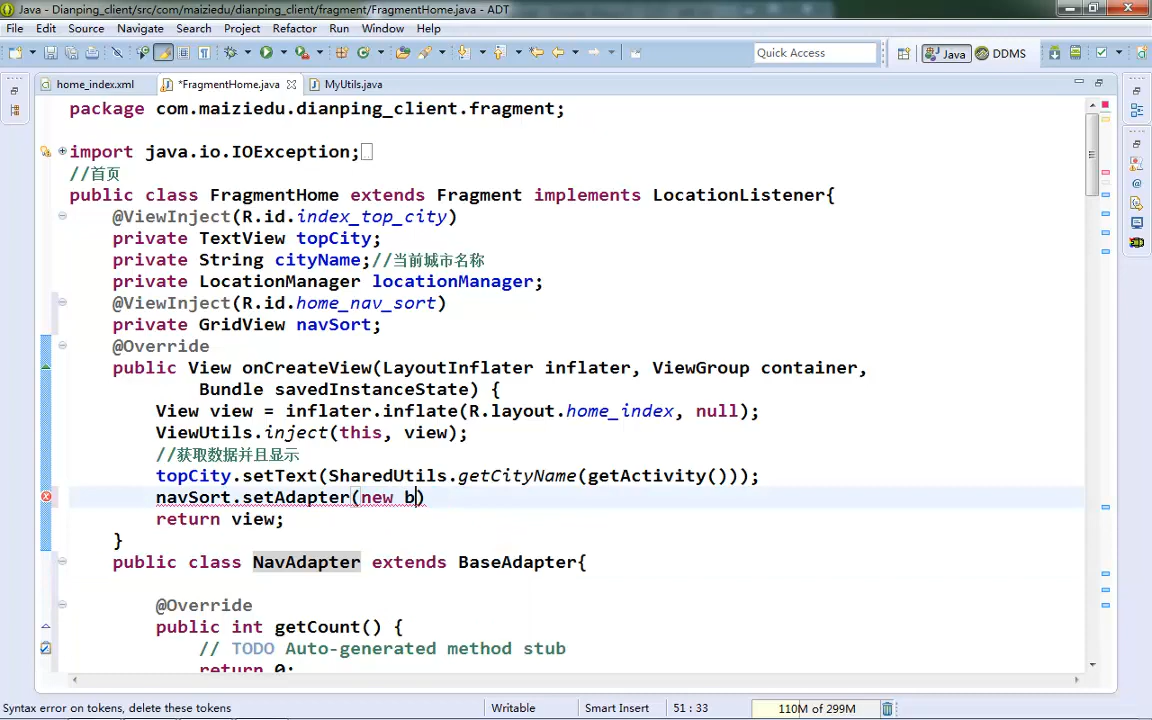 Java - Dianping_client/src/com/maiziedu/dianping_client/fragment/FragmentHome.java - ADT
File Edit Source Navigate Search Project Refactor Run Window Help
Quick Access Java DDMS
home_index.xml *FragmentHome.java MyUtils.java
package com.maiziedu.dianping_client.fragment;
import java.io.IOException;
//首页
public class FragmentHome extends Fragment implements LocationListener{
@ViewInject(R.id.index_top_city)
private TextView topCity;
private String cityName;//当前城市名称
private LocationManager locationManager;
@ViewInject(R.id.home_nav_sort)
private GridView navSort;
@Override
public View onCreateView(LayoutInflater inflater, ViewGroup container,
Bundle savedInstanceState) {
View view = inflater.inflate(R.layout.home_index, null);
ViewUtils.inject(this, view);
//获取数据并且显示
topCity.setText(SharedUtils.getCityName(getActivity()));
navSort.setAdapter(new b)
return view;
}
public class NavAdapter extends BaseAdapter{
@Override
public int getCount() {
// TODO Auto-generated method stub
return 0;
Syntax error on tokens, delete these tokens Writable Smart Insert 51 : 33 110M of 299M